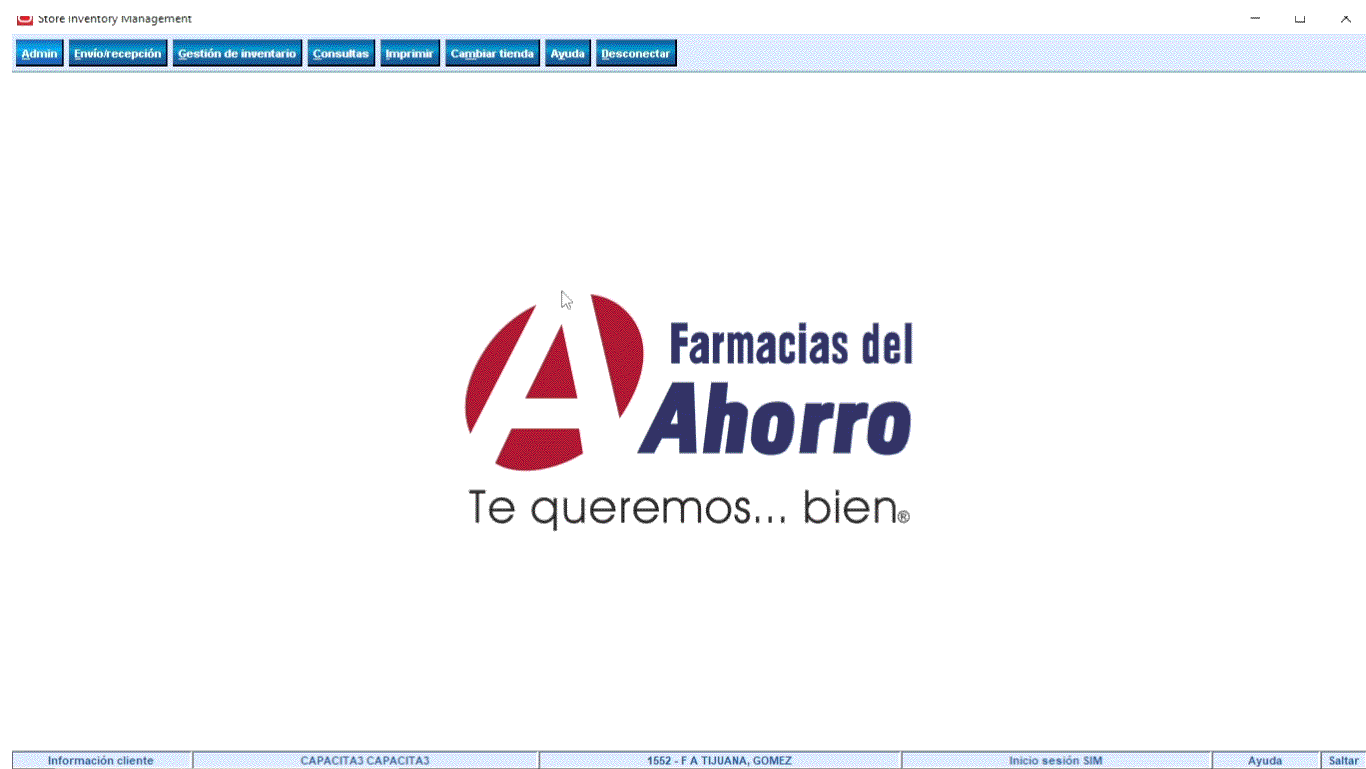 Store Inventory Management
Admin Envío/recepción Gestión de inventario Consultas Imprimir Cambiar tienda Ayuda Desconectar
Farmacias del
Ahorro
Te queremos... bien®
Información cliente CAPACITA3 CAPACITA3 1552 - F A TIJUANA, GOMEZ Inicio sesión SIM Ayuda Saltar